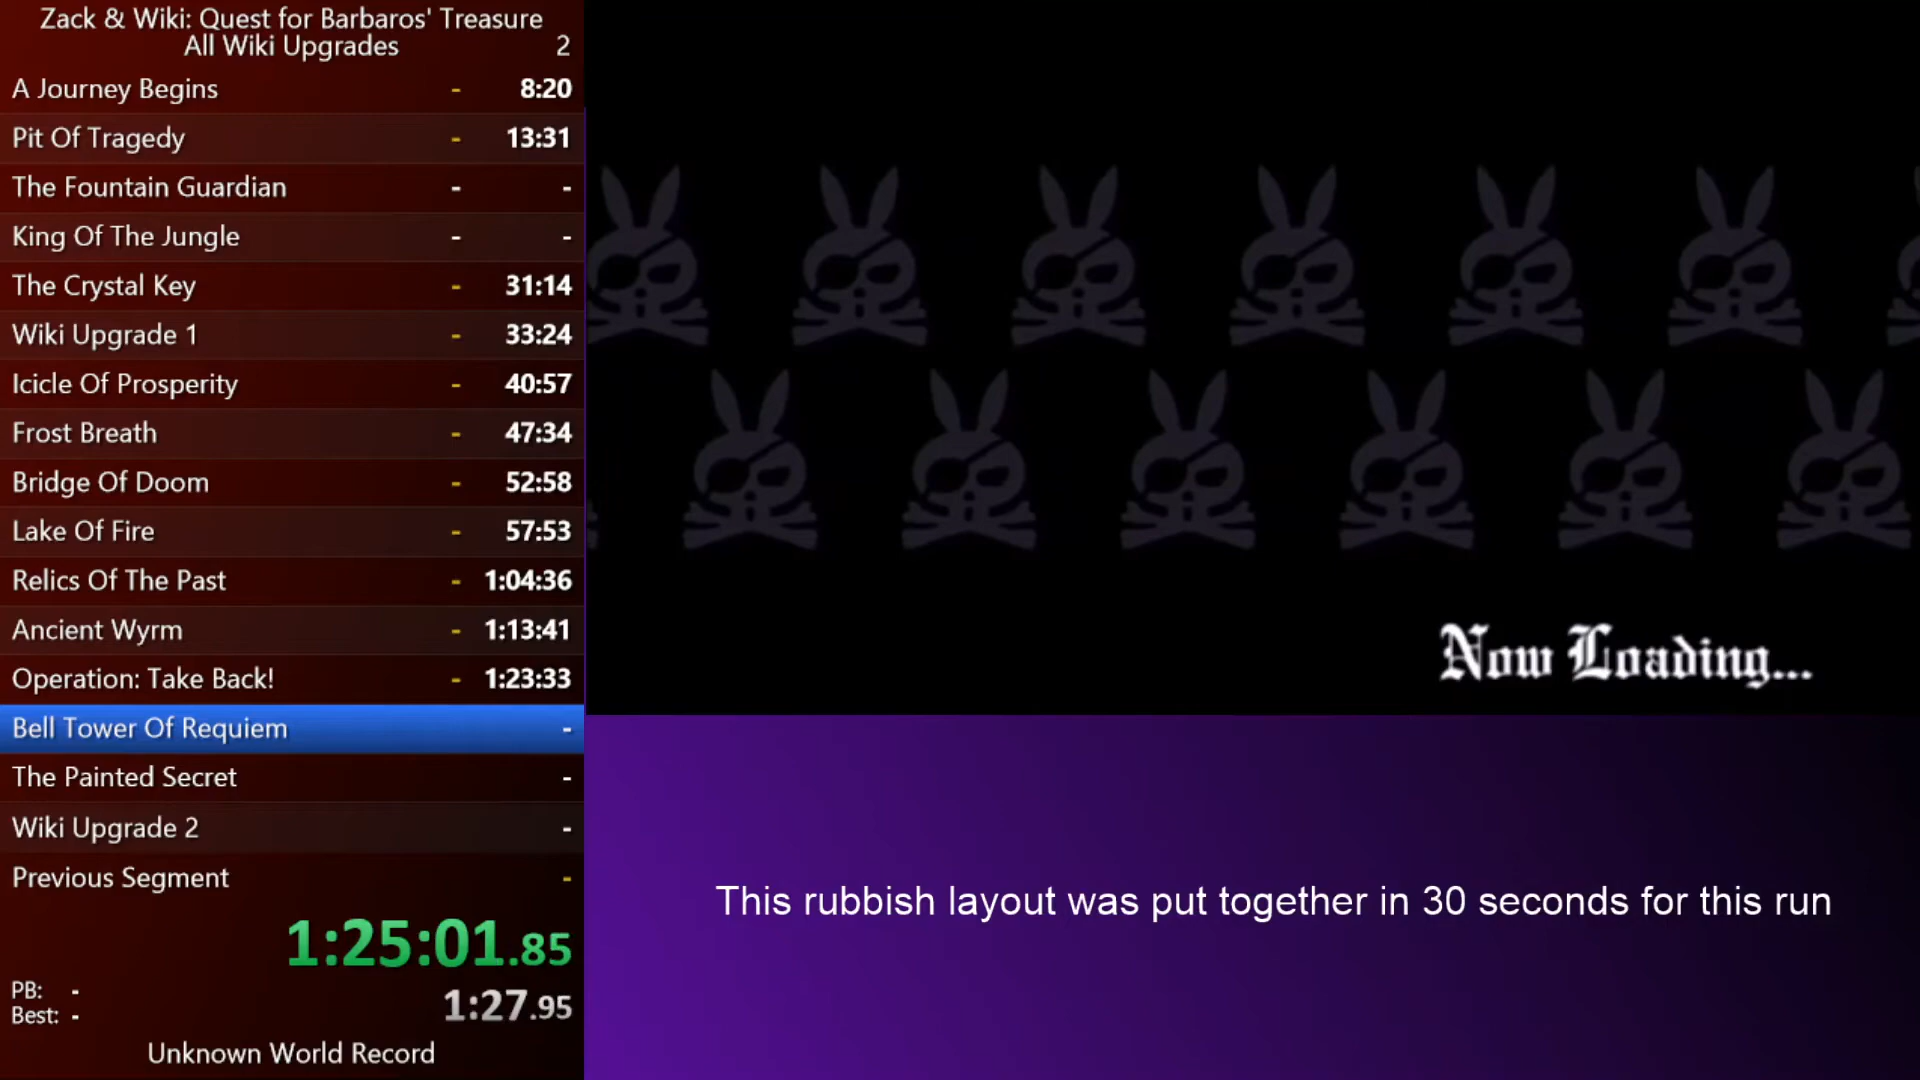 Zack & Wiki: Quest for Barbaros' Treasure
All Wiki Upgrades 2
A Journey Begins - 8:20
Pit Of Tragedy - 13:31
The Fountain Guardian - -
King Of The Jungle - -
The Crystal Key - 31:14
Wiki Upgrade 1 - 33:24
Icicle Of Prosperity - 40:57
Frost Breath - 47:34
Bridge Of Doom - 52:58
Lake Of Fire - 57:53
Relics Of The Past - 1:04:36
Ancient Wyrm - 1:13:41
Operation: Take Back! - 1:23:33
Bell Tower Of Requiem -
The Painted Secret -
Wiki Upgrade 2 -
Previous Segment -
1:25:01.85
PB: -
Best: -
1:27.95
Unknown World Record
Now Loading...
This rubbish layout was put together in 30 seconds for this run